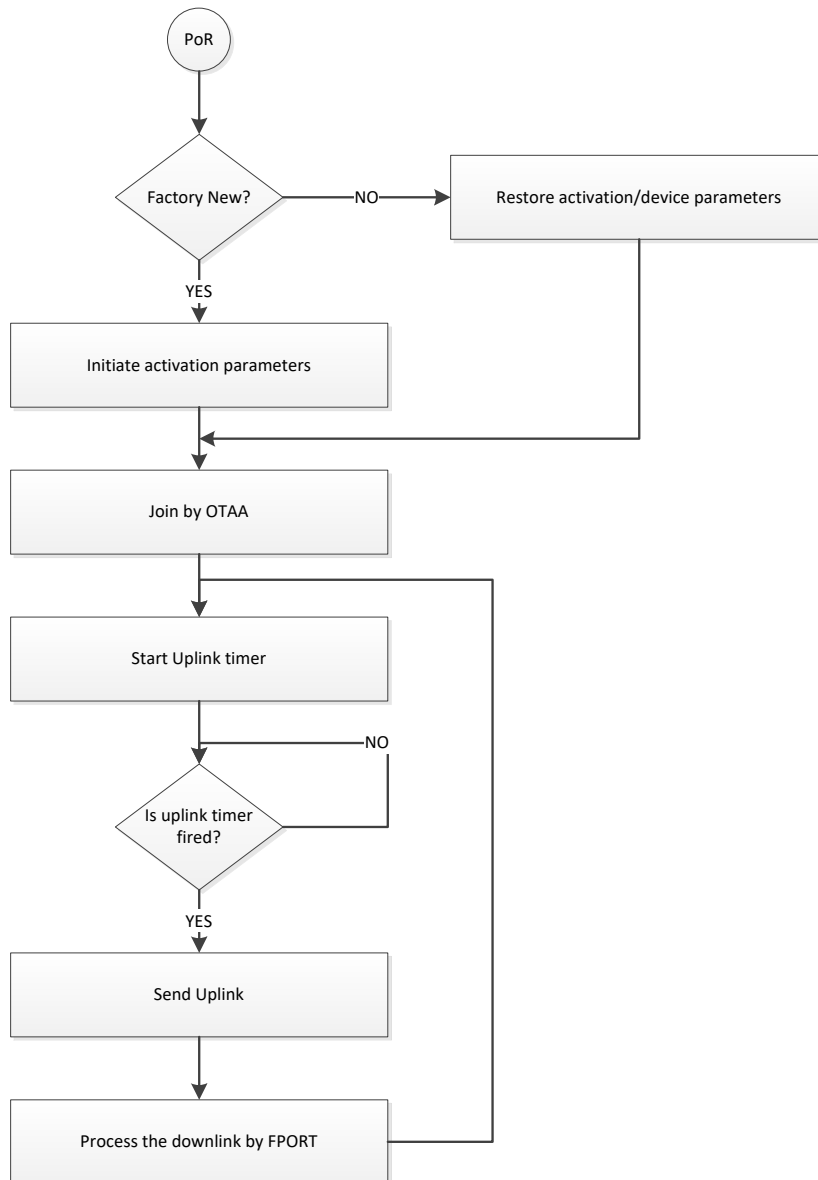 PoR
Factory New?
NO
Restore activation/device parameters
YES
Initiate activation parameters
Join by OTAA
Start Uplink timer
NO
Is uplink timer
fired?
YES
Send Uplink
Process the downlink by FPORT